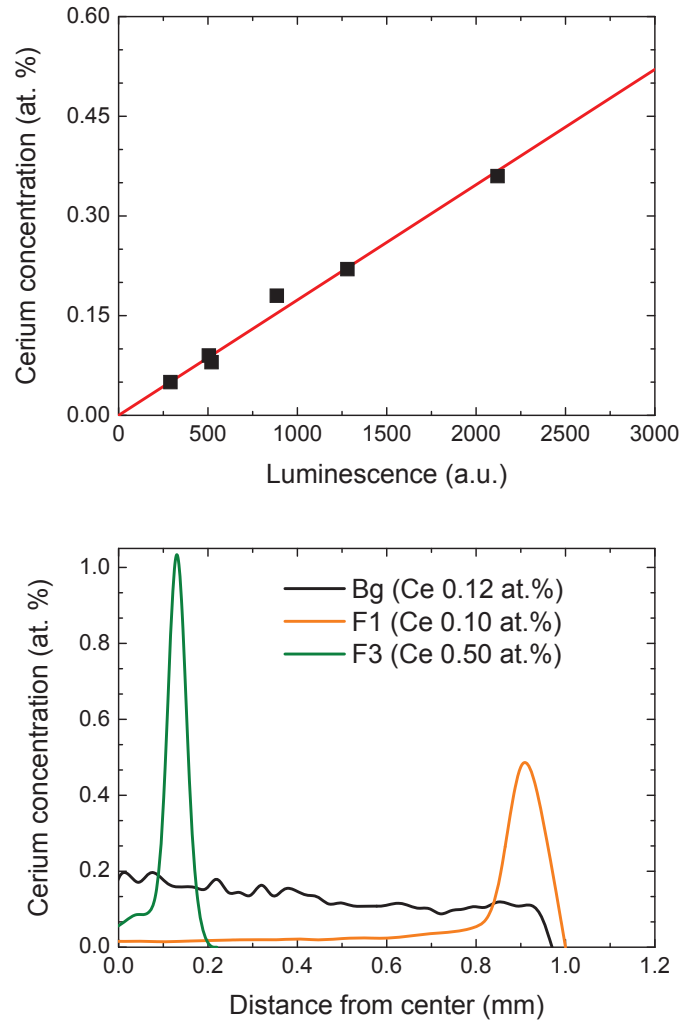 0.60
0.45
0.30
0.15
0.00
Cerium concentration (at. %)
0 500 1000 1500 2000 2500 3000
Luminescence (a.u.)
1.0
0.8
0.6
0.4
0.2
0.0
Cerium concentration (at. %)
Bg (Ce 0.12 at.%)
F1 (Ce 0.10 at.%)
F3 (Ce 0.50 at.%)
0.0 0.2 0.4 0.6 0.8 1.0 1.2
Distance from center (mm)